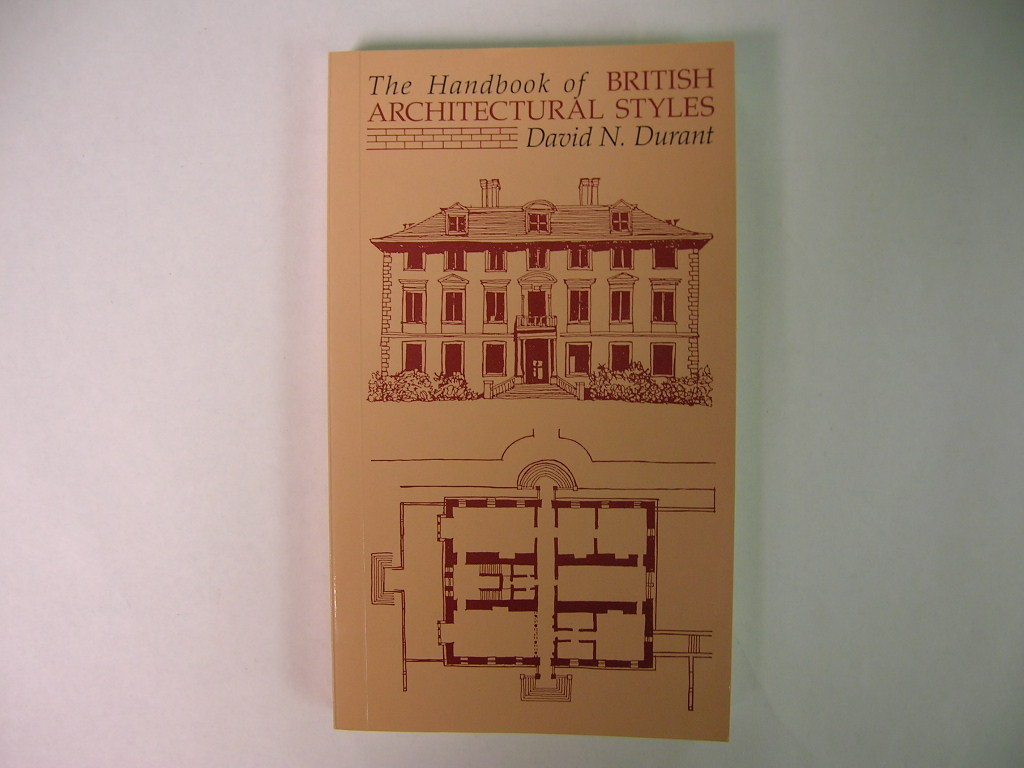 The Handbook of BRITISH
ARCHITECTURAL STYLES
David N. Durant